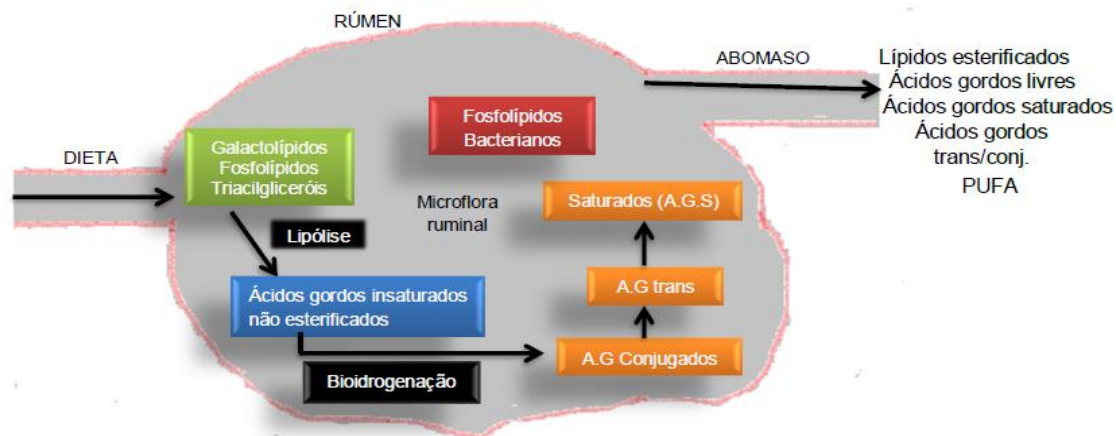 RÚMEN
ABOMASO
Lípidos esterificados
Ácidos gordos livres
Ácidos gordos saturados
Ácidos gordos
trans/conj.
PUFA
DIETA
Galactolípidos
Fosfolípidos
Triacilgliceróis
Fosfolípidos
Bacterianos
Microflora
ruminal
Saturados (A.G.S)
Lipólise
Ácidos gordos insaturados
não esterificados
A.G trans
A.G Conjugados
Bioidrogenação